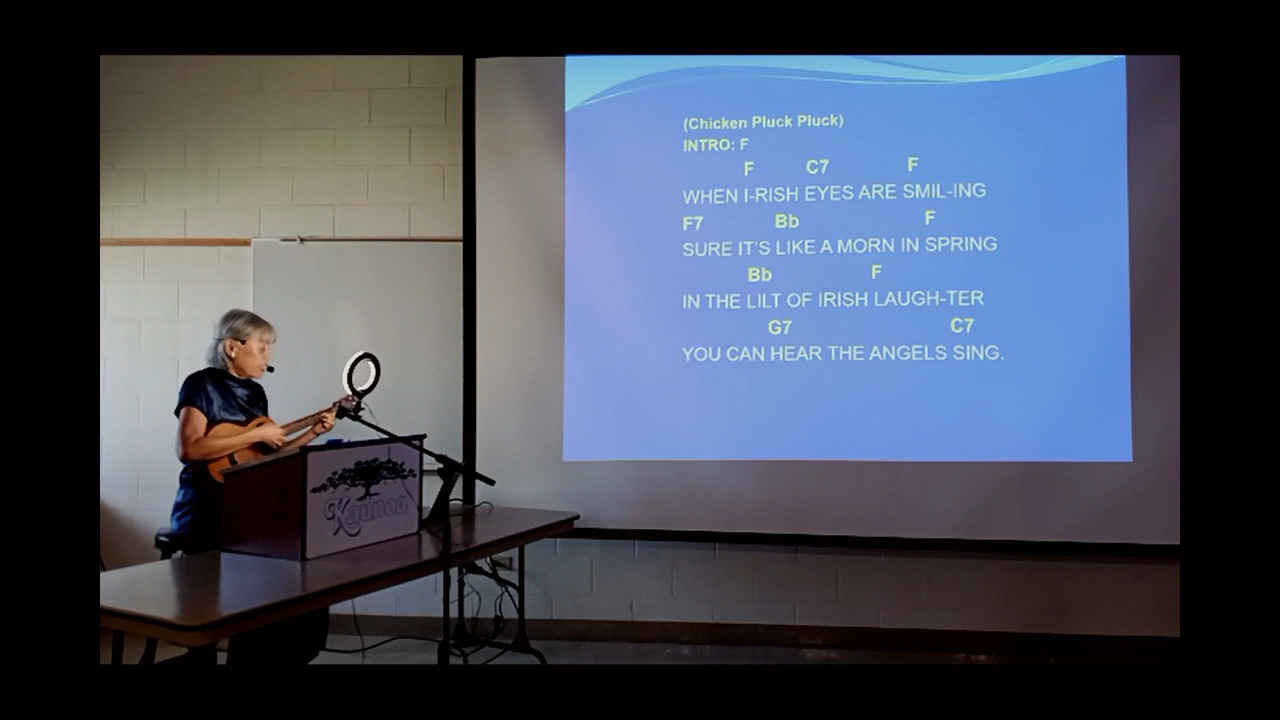 (Chicken Pluck Pluck)
INTRO: F
F C7 F
WHEN I-RISH EYES ARE SMIL-ING
F7 Bb F
SURE IT'S LIKE A MORN IN SPRING
Bb F
IN THE LILT OF IRISH LAUGH-TER
G7 C7
YOU CAN HEAR THE ANGELS SING.
Kaunoa